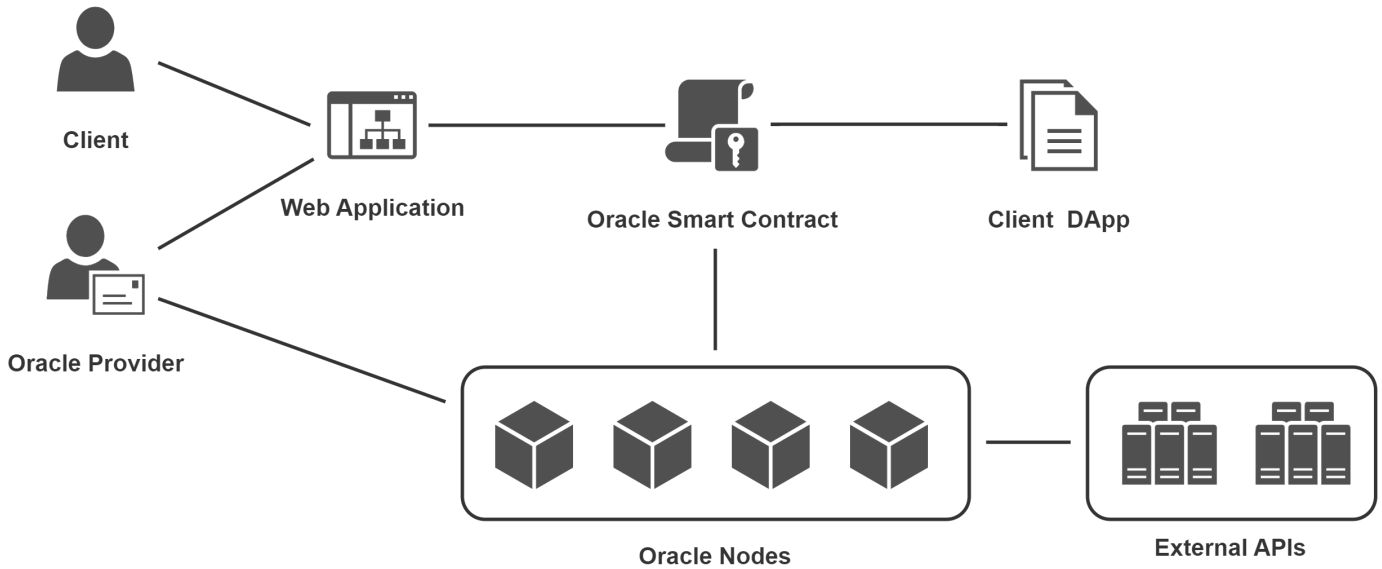 Client
Web Application
Oracle Smart Contract
Client DApp
Oracle Provider
Oracle Nodes
External APIs